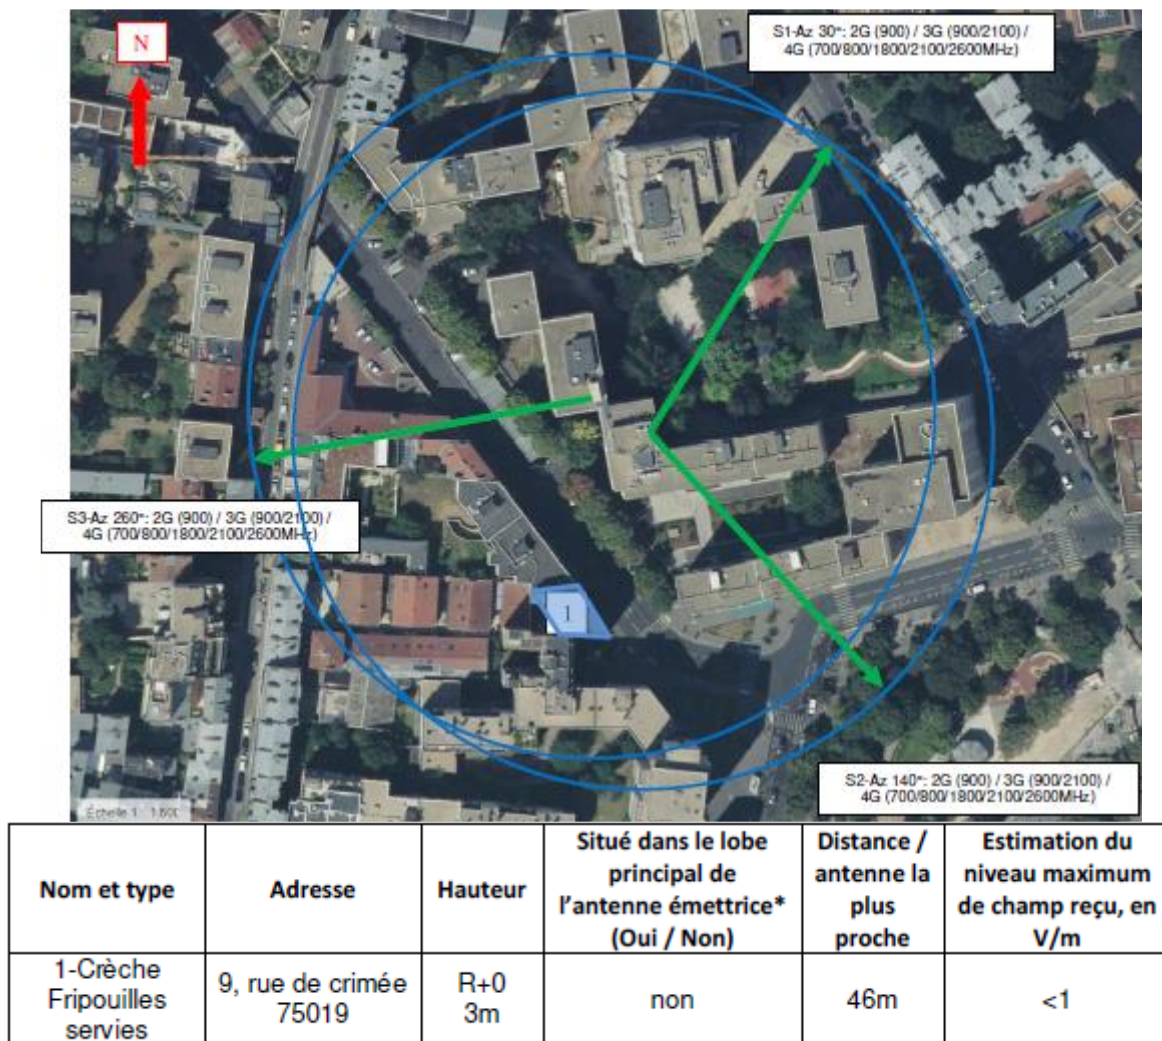 N
S1-Az 30°: 2G (900) / 3G (900/2100) /
4G (700/800/1800/2100/2600MHz)
S3-Az 260°: 2G (900) / 3G (900/2100) /
4G (700/800/1800/2100/2600MHz)
1
S2-Az 140°: 2G (900) / 3G (900/2100) /
4G (700/800/1800/2100/2600MHz)
Échelle 1 : 1 600
Nom et type
Adresse
Hauteur
Situé dans le lobe
principal de
l'antenne émettrice*
(Oui / Non)
Distance /
antenne la
plus
proche
Estimation du
niveau maximum
de champ reçu, en
V/m
1-Crèche
Fripouilles
servies
9, rue de crimée
75019
R+0
3m
non
46m
<1